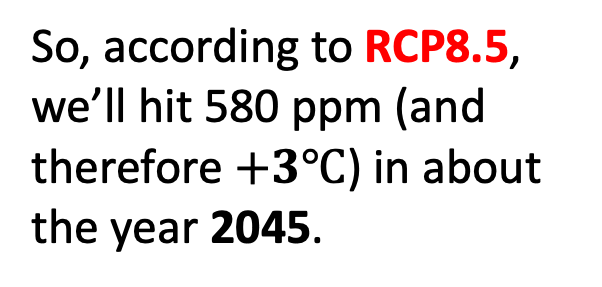 So, according to RCP8.5,
we’ll hit 580 ppm (and
therefore +3°C) in about
the year 2045.